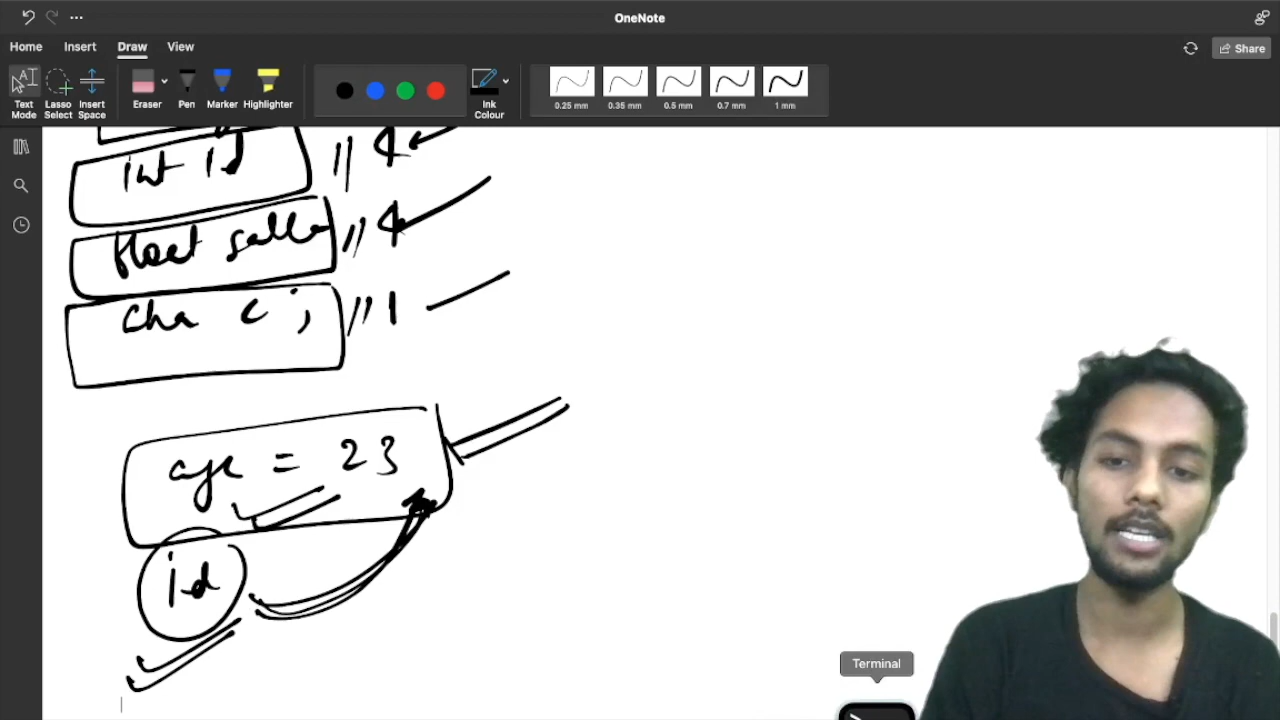 OneNote
Home Insert Draw View
Share
Text Mode
Lasso Select
Insert Space
Eraser
Pen
Marker
Highlighter
Ink Colour
0.25 mm 0.35 mm 0.5 mm 0.7 mm 1 mm
int id // 4
float // 4
cha c ; // 1
age = 23
id
Terminal